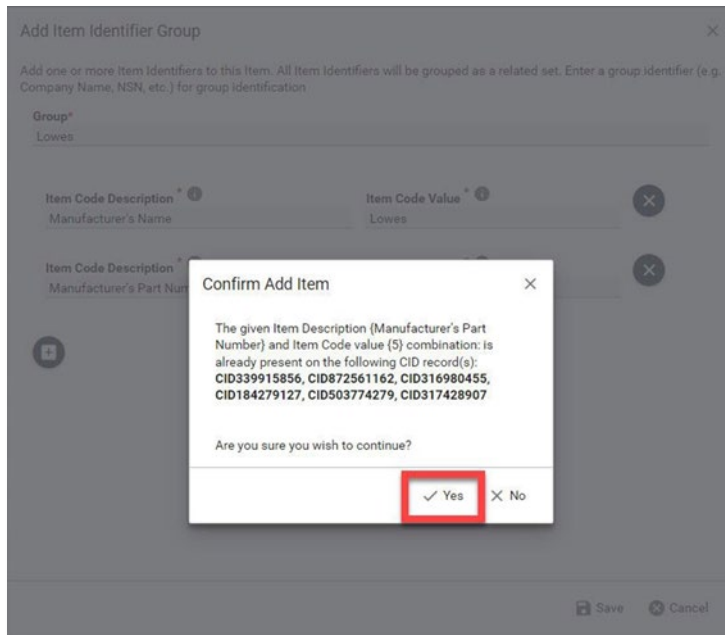 Add Item Identifier Group
Add one or more Item Identifiers to this Item. All Item Identifiers will be grouped as a related set. Enter a group identifier (e.g.
Company Name, NSN, etc.) for group identification
Group*
Lowes
Item Code Description * Item Code Value *
Manufacturer's Name Lowes
Item Code Description *
Manufacturer's Part Num
Confirm Add Item
The given Item Description {Manufacturer's Part
Number} and Item Code value {5} combination: is
already present on the following CID record(s):
CID339915856, CID872561162, CID316980455,
CID184279127, CID503774279, CID317428907
Are you sure you wish to continue?
Yes No
Save Cancel